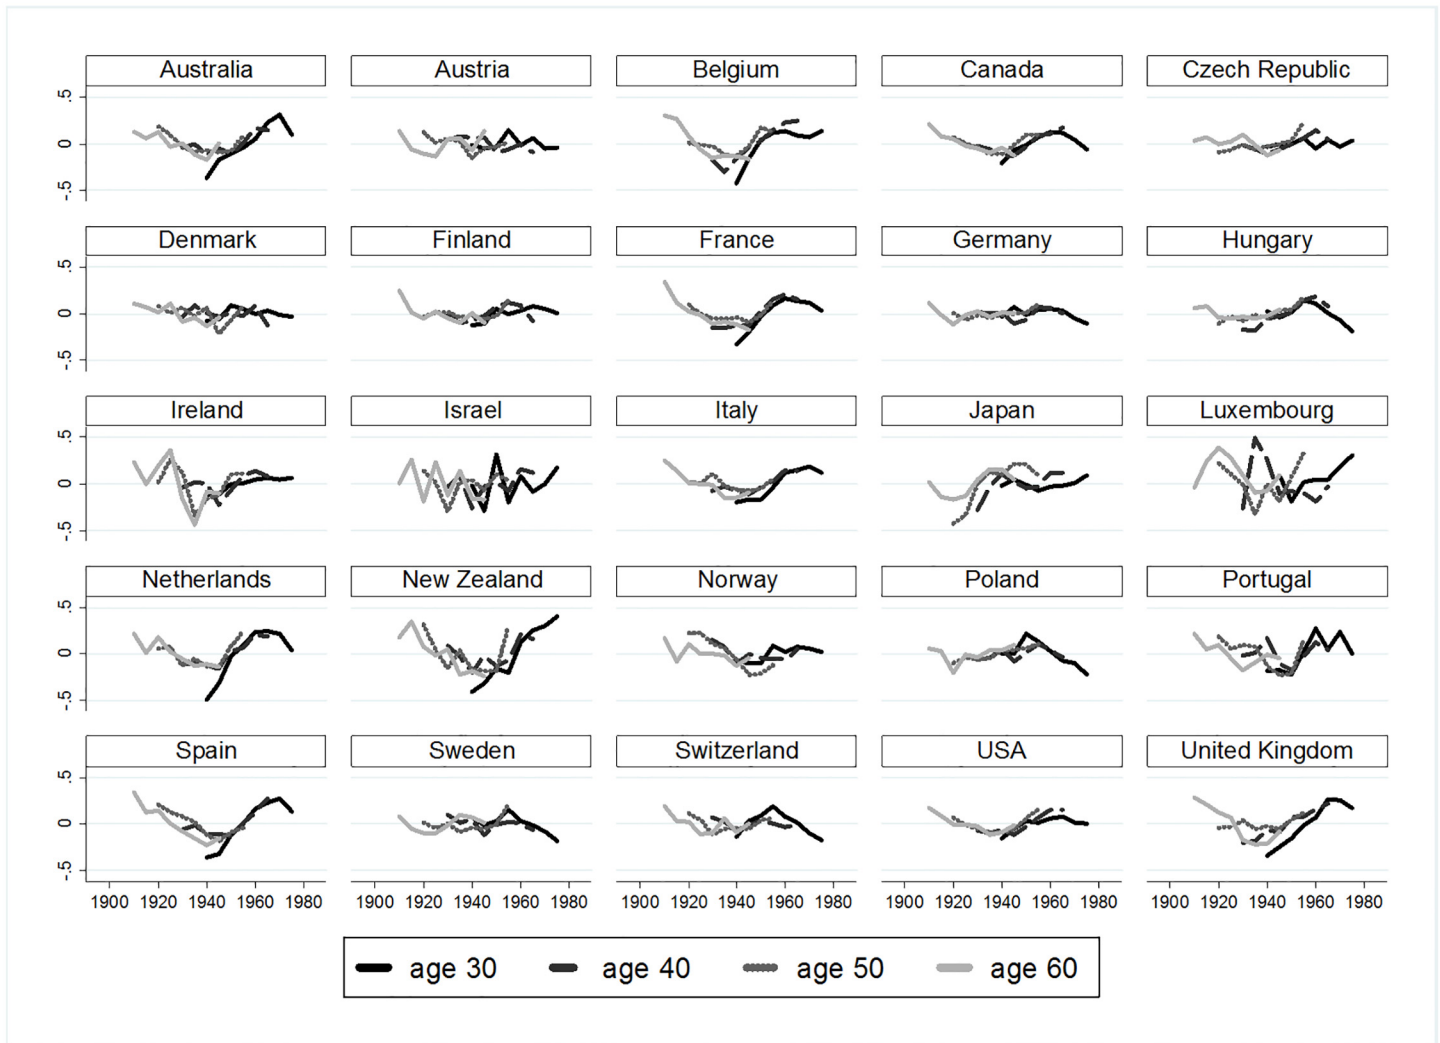 Australia Austria Belgium Canada Czech Republic
.5
0
-.5
Denmark Finland France Germany Hungary
.5
0
-.5
Ireland Israel Italy Japan Luxembourg
.5
0
-.5
Netherlands New Zealand Norway Poland Portugal
.5
0
-.5
Spain Sweden Switzerland USA United Kingdom
.5
0
-.5
1900 1920 1940 1960 1980 1900 1920 1940 1960 1980 1900 1920 1940 1960 1980 1900 1920 1940 1960 1980 1900 1920 1940 1960 1980
age 30 age 40 age 50 age 60